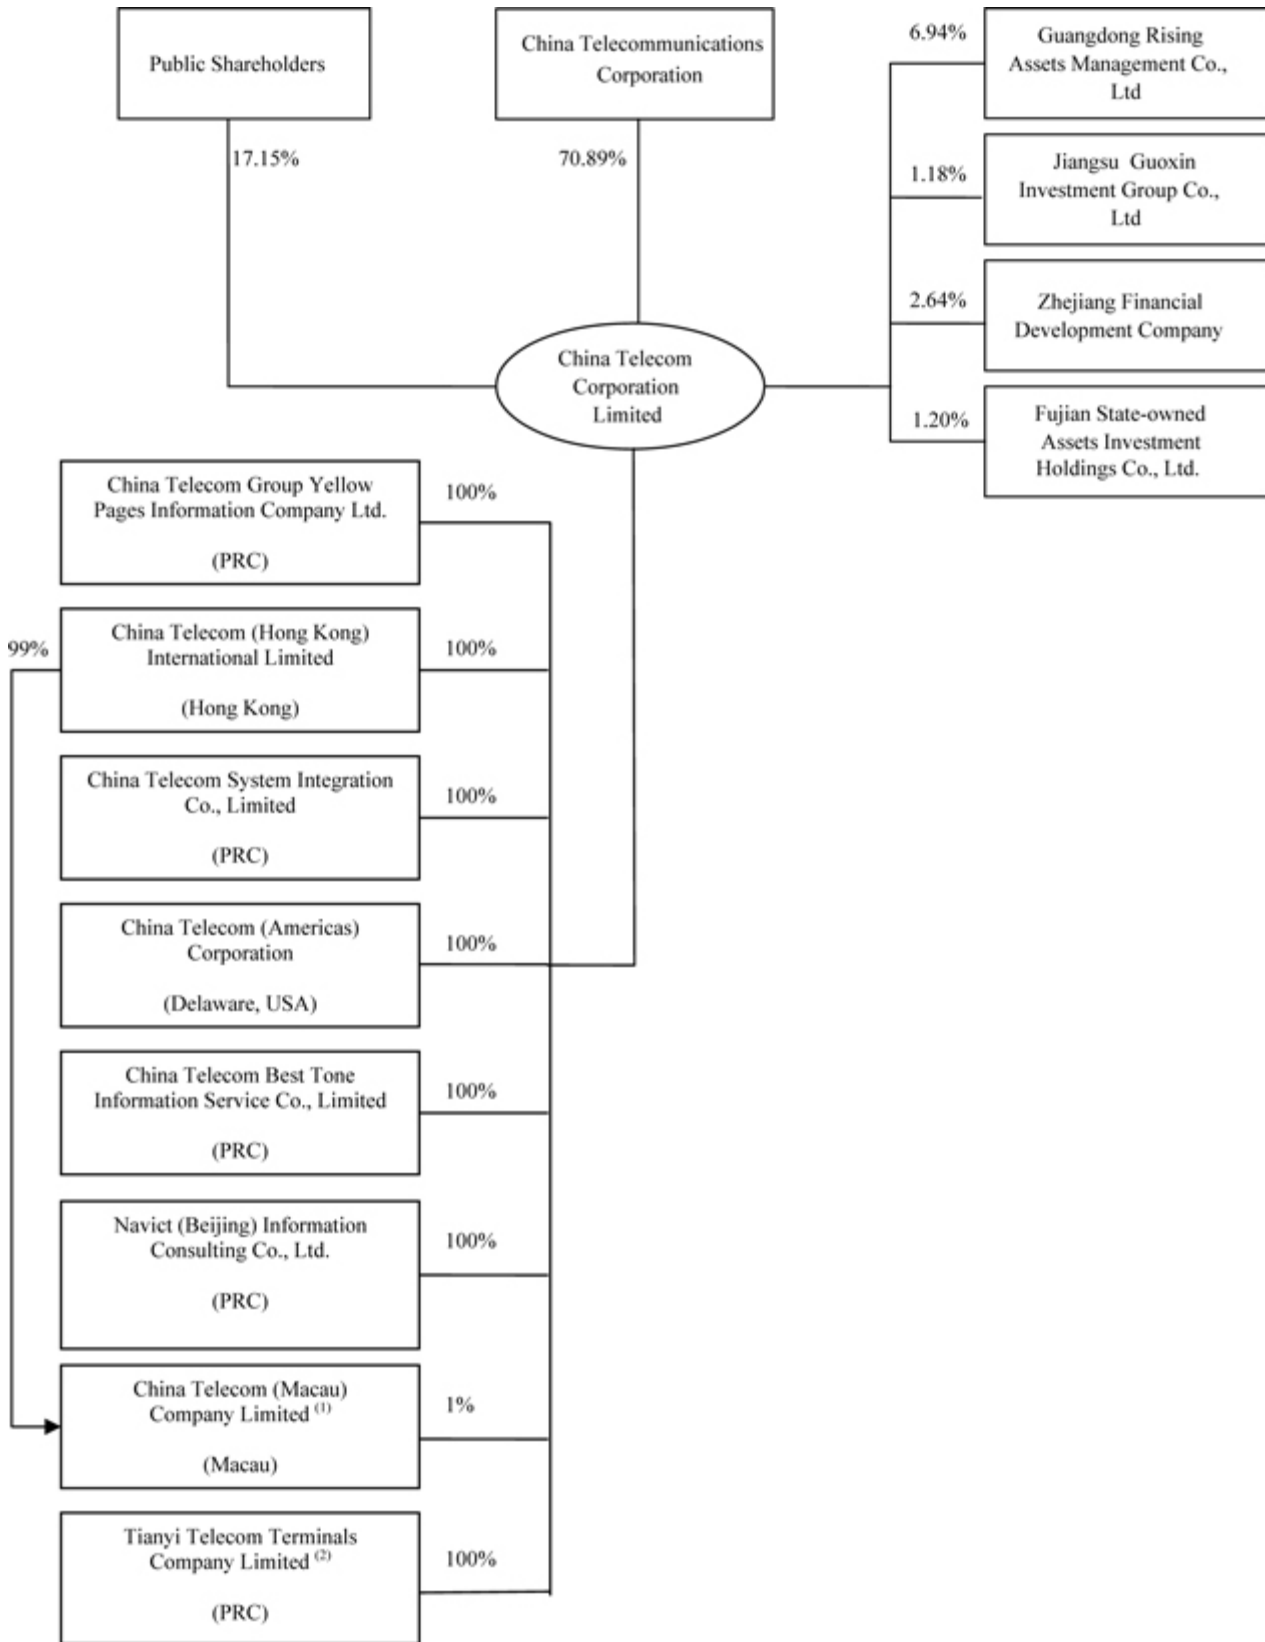 Public Shareholders
China Telecommunications
Corporation
6.94%
Guangdong Rising
Assets Management Co.,
Ltd
17.15%
70.89%
1.18%
Jiangsu Guoxin
Investment Group Co.,
Ltd
2.64%
Zhejiang Financial
Development Company
China Telecom
Corporation
Limited
1.20%
Fujian State-owned
Assets Investment
Holdings Co., Ltd.
China Telecom Group Yellow
Pages Information Company Ltd.
(PRC)
100%
99%
China Telecom (Hong Kong)
International Limited
(Hong Kong)
100%
China Telecom System Integration
Co., Limited
(PRC)
100%
China Telecom (Americas)
Corporation
(Delaware, USA)
100%
China Telecom Best Tone
Information Service Co., Limited
(PRC)
100%
Navict (Beijing) Information
Consulting Co., Ltd.
(PRC)
100%
China Telecom (Macau)
Company Limited (1)
(Macau)
1%
Tianyi Telecom Terminals
Company Limited (2)
(PRC)
100%